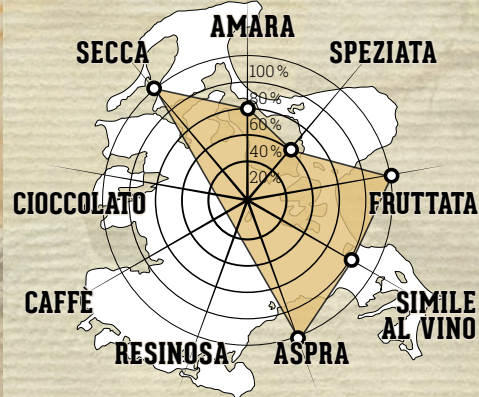 AMARA
SECCA
SPEZIATA
100%
80%
60%
40%
20%
CIOCCOLATO
FRUTTATA
CAFFÈ
SIMILE
AL VINO
RESINOSA
ASPRA